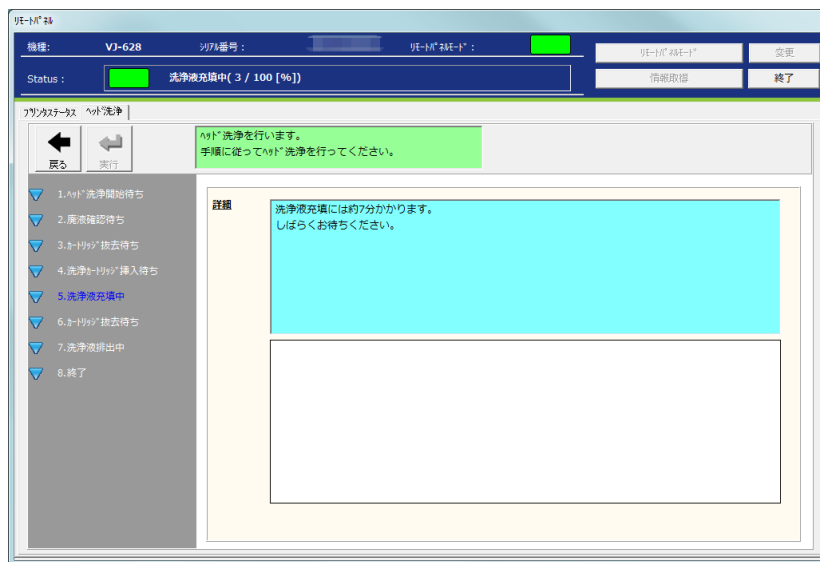 ﾘﾓｰﾄﾊﾟﾈﾙ
機種: VJ-628 ｼﾘｱﾙ番号 : ﾘﾓｰﾄﾊﾟﾈﾙﾓｰﾄﾞ : ﾘﾓｰﾄﾊﾟﾈﾙﾓｰﾄﾞ 変更
Status : 洗浄液充填中( 3 / 100 [%]) 情報取得 終了
ﾌﾟﾘﾝﾀｽﾃｰﾀｽ ﾍｯﾄﾞ洗浄
戻る 実行
ﾍｯﾄﾞ洗浄を行います。
手順に従ってﾍｯﾄﾞ洗浄を行ってください。
1.ﾍｯﾄﾞ洗浄開始待ち
2.廃液確認待ち
3.ｶｰﾄﾘｯｼﾞ抜去待ち
4.洗浄ｶｰﾄﾘｯｼﾞ挿入待ち
5.洗浄液充填中
6.ｶｰﾄﾘｯｼﾞ抜去待ち
7.洗浄液排出中
8.終了
詳細
洗浄液充填には約7分かかります。
しばらくお待ちください。